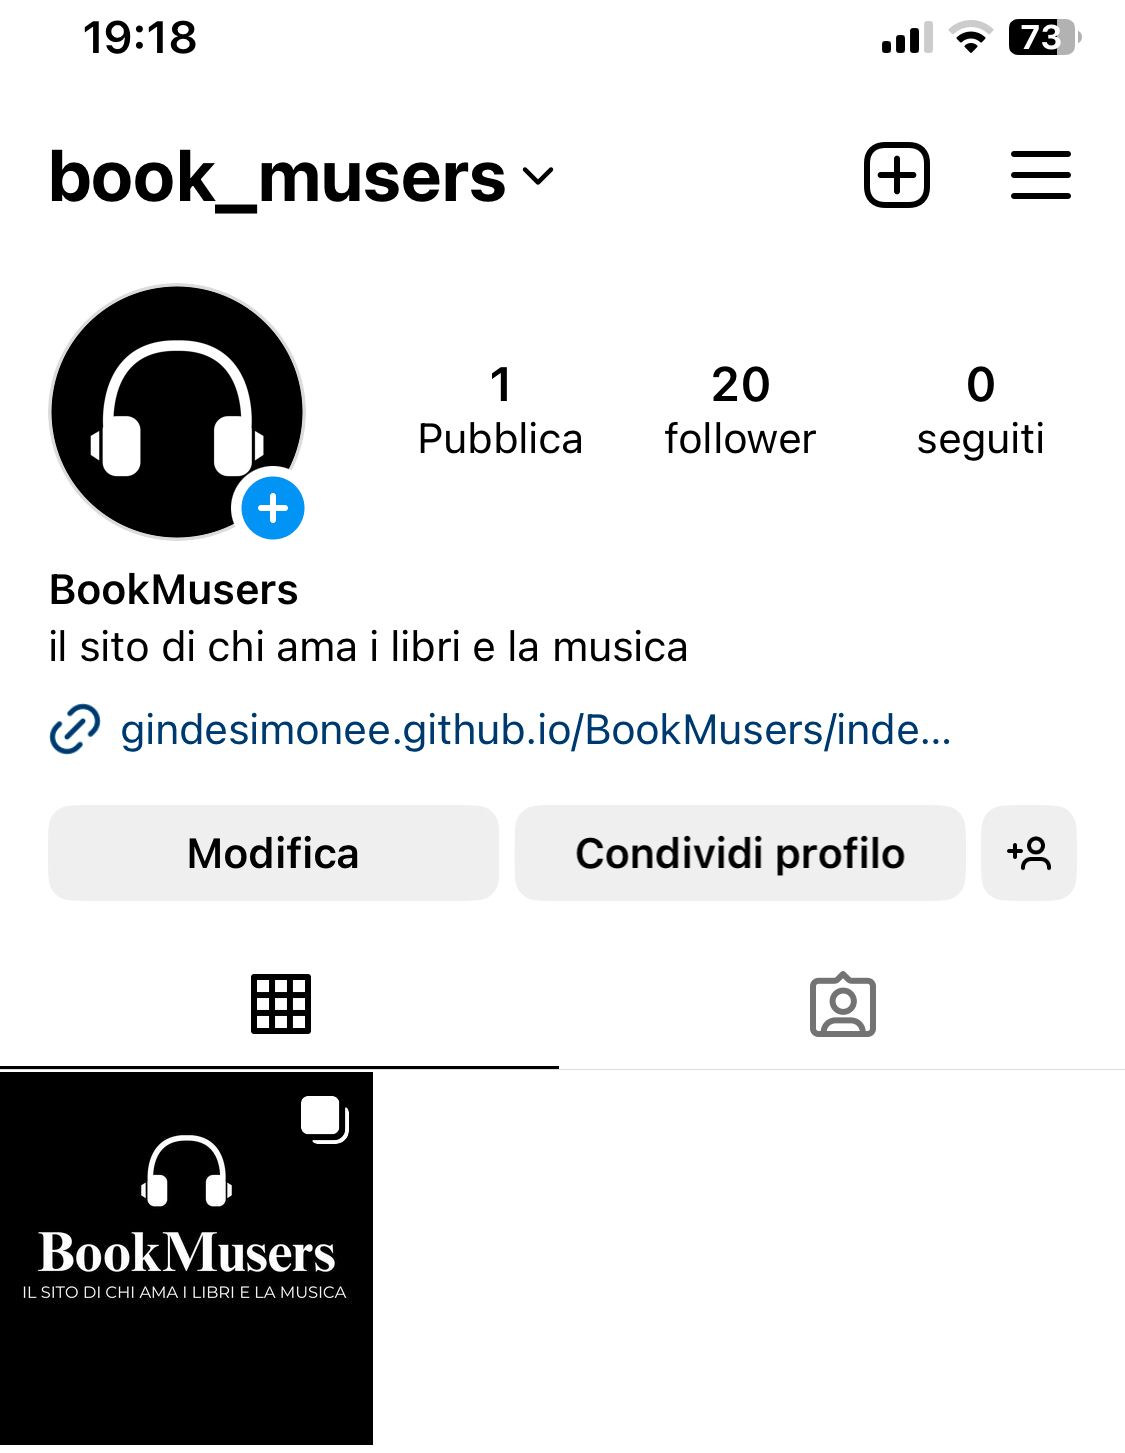 19:18
73
book_musers
1
20
0
Pubblica
follower
seguiti
BookMusers
il sito di chi ama i libri e la musica
gindesimonee.github.io/BookMusers/inde...
Modifica
Condividi profilo
BookMusers
IL SITO DI CHI AMA I LIBRI E LA MUSICA